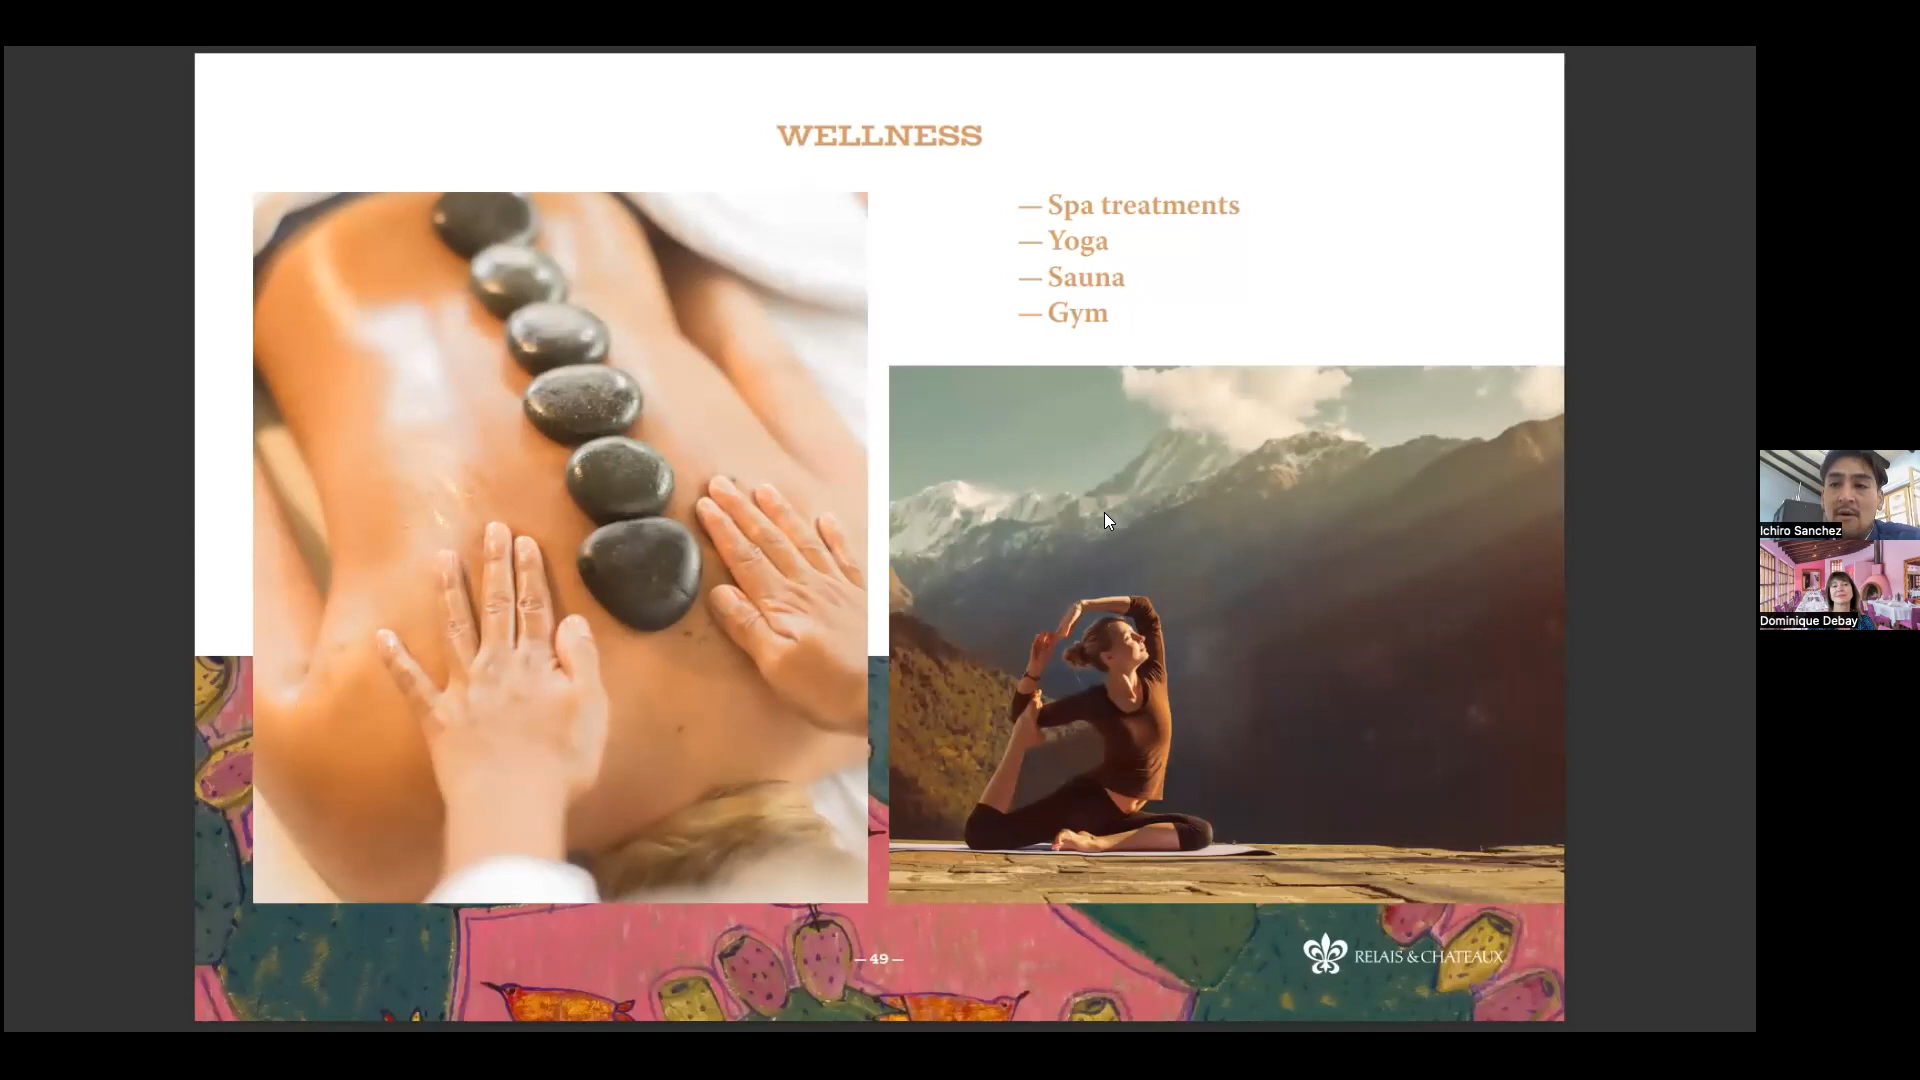 WELLNESS
— Spa treatments
— Yoga
— Sauna
— Gym
— 49 —
RELAIS & CHATEAUX
Ichiro Sanchez
Dominique Debay